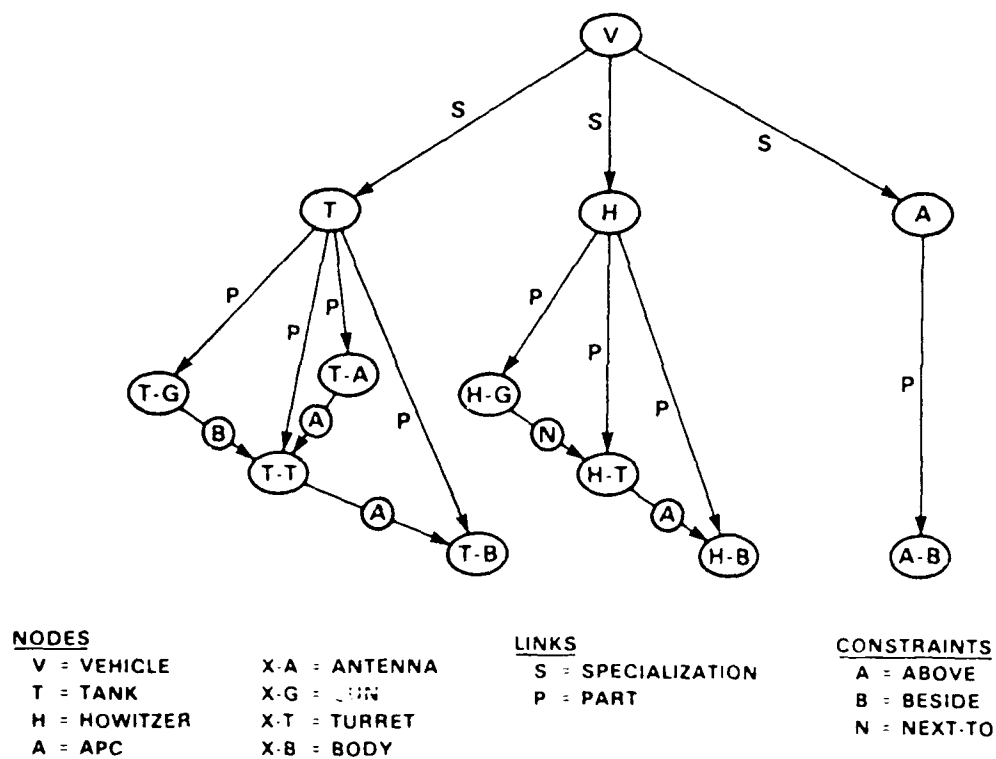 V
S
S
S
T
H
A
P
P
P
P
P
P
P
P
T-G
T-A
H-G
B
A
N
T-T
H-T
A
A
T-B
H-B
A-B
NODES
V = VEHICLE
T = TANK
H = HOWITZER
A = APC
X-A = ANTENNA
X-G =
X-T = TURRET
X-B = BODY
LINKS
S = SPECIALIZATION
P = PART
CONSTRAINTS
A = ABOVE
B = BESIDE
N = NEXT-TO